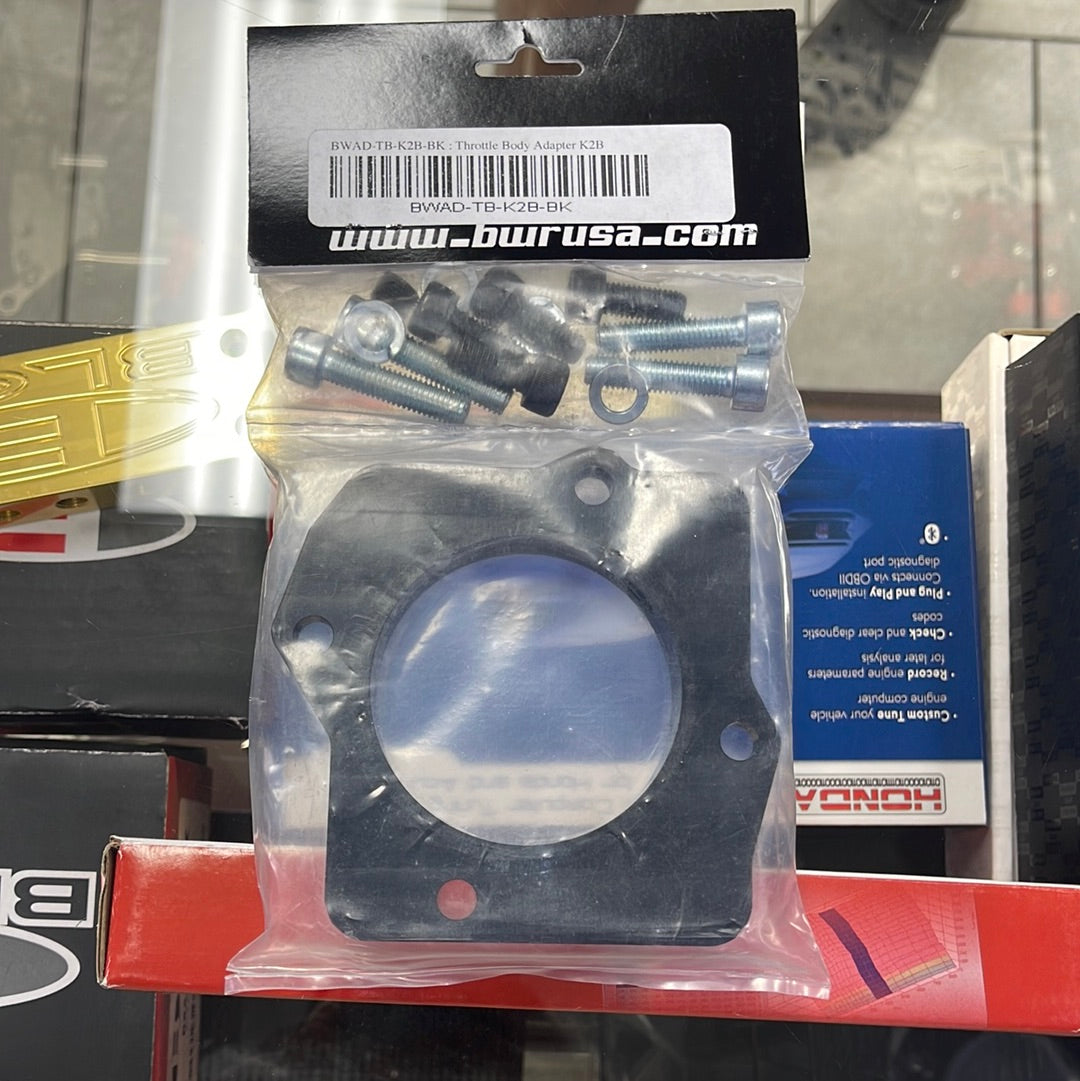 BWAD-TB-K2B-BK : Throttle Body Adapter K2B
BWAD-TB-K2B-BK
www.bwrusa.com
BLO
• Custom Tune your vehicle
engine computer
• Record engine parameters
for later analysis
• Check and clear diagnostic
codes
• Plug and Play installation.
Connects via OBDII
diagnostic port
•
HONDA